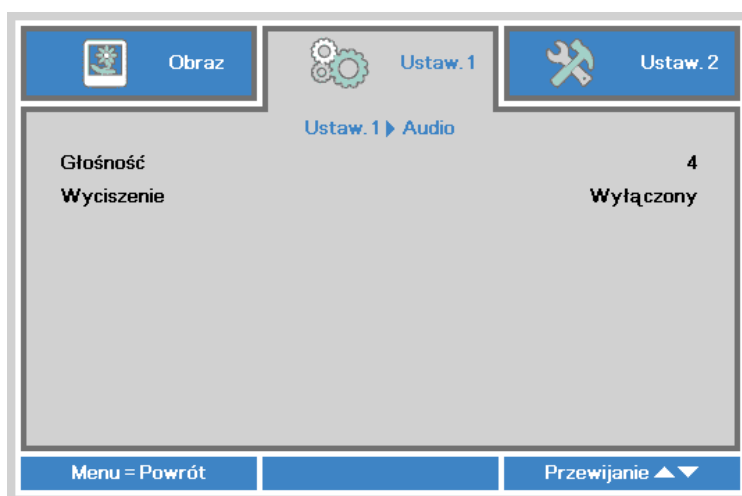 Obraz
Ustaw. 1
Ustaw. 2
Ustaw. 1 Audio
Głośność 4
Wyciszenie Wyłączony
Menu = Powrót
Przewijanie